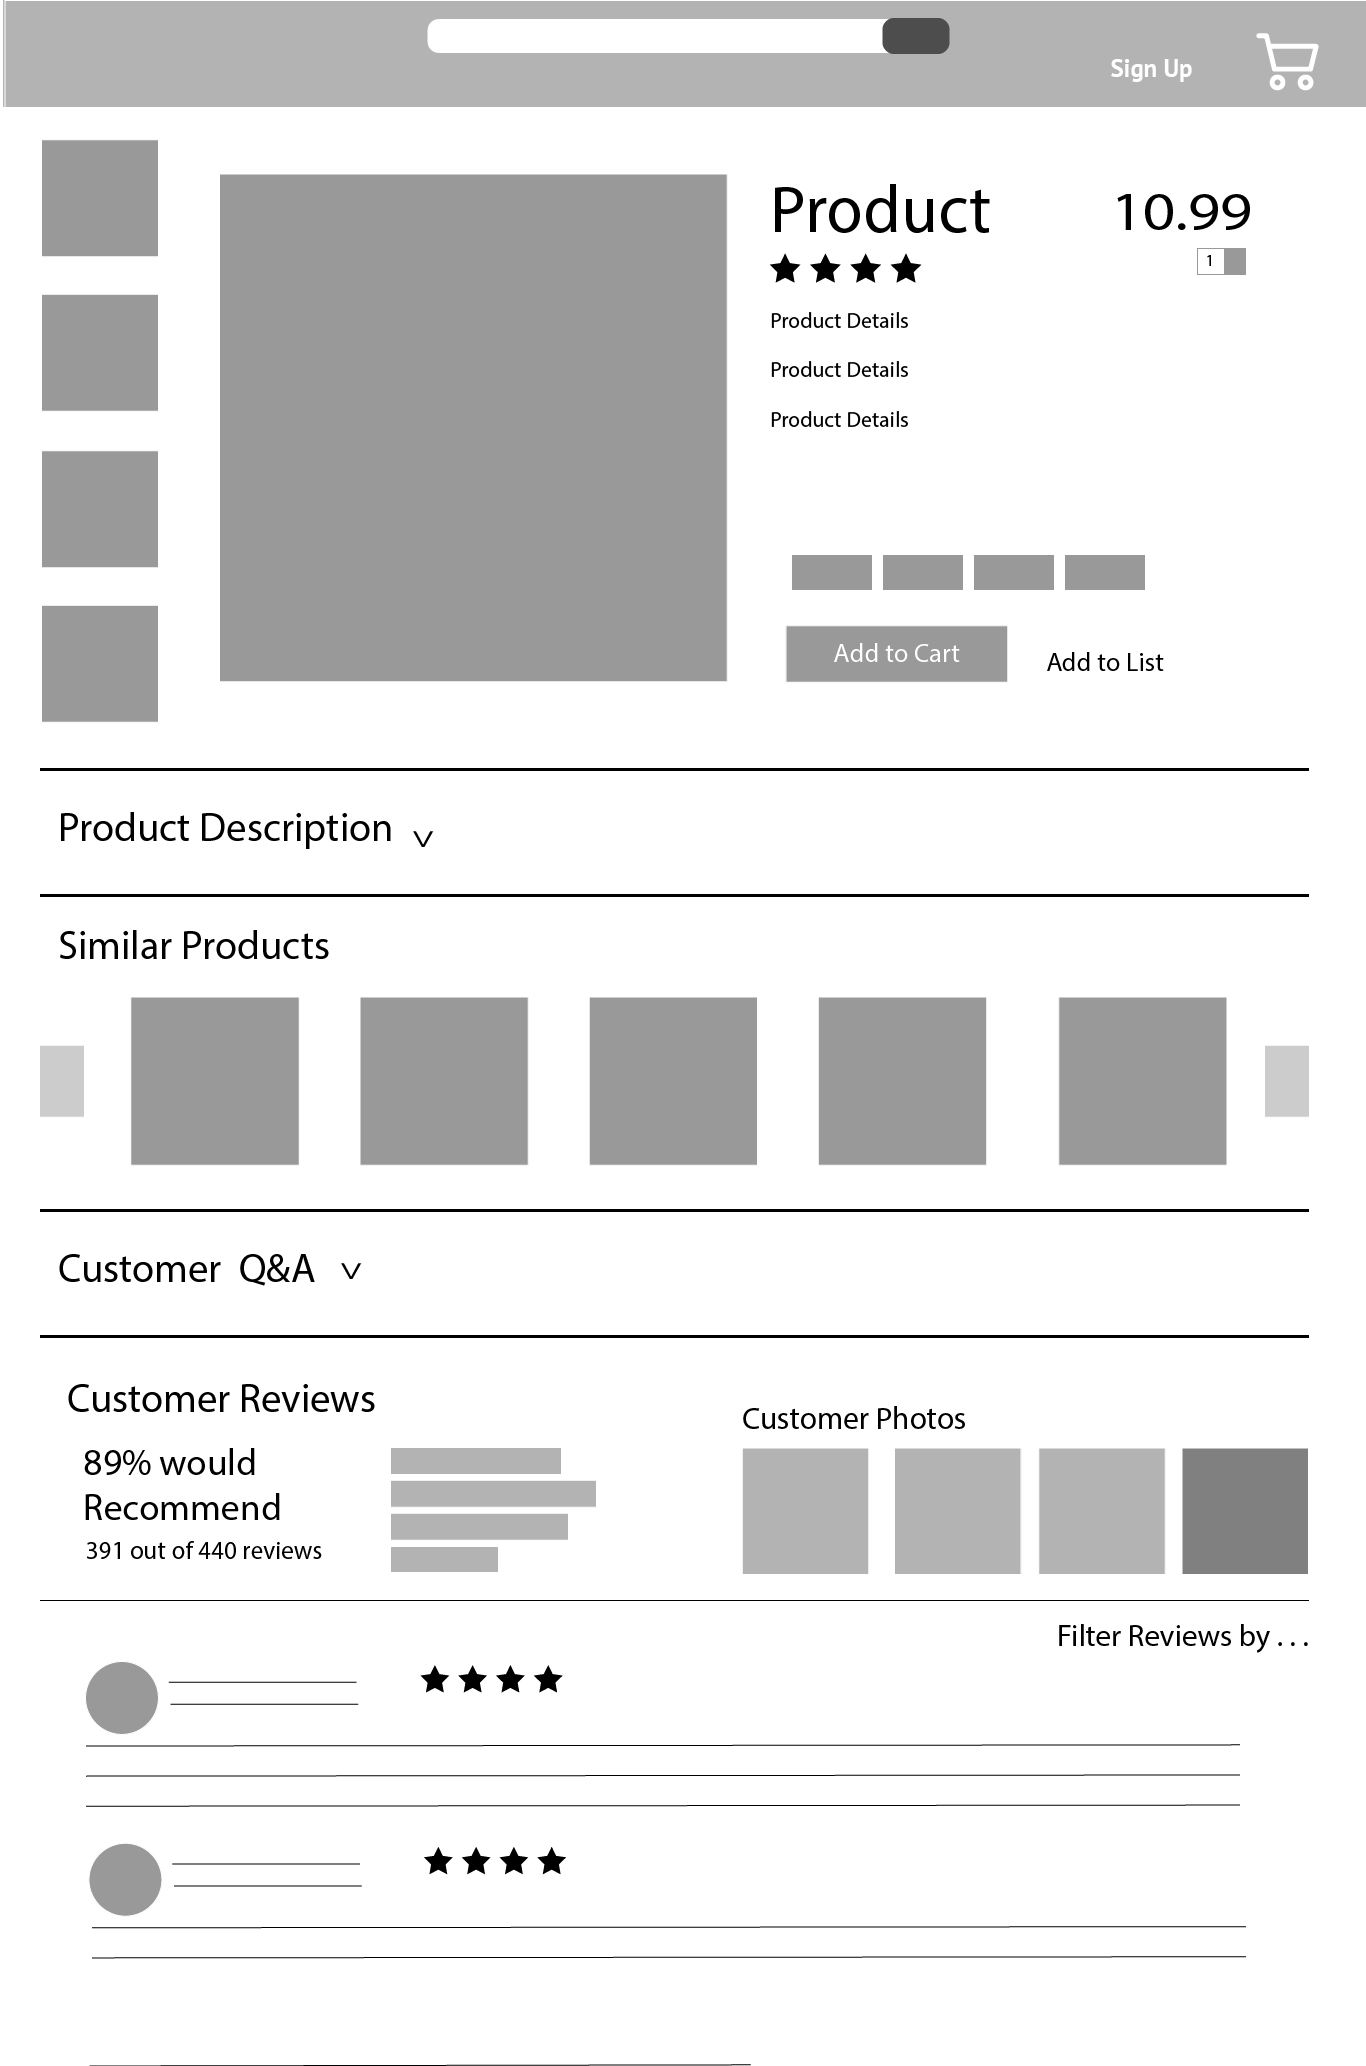 Sign Up
Product 10.99
1
Product Details
Product Details
Product Details
Add to Cart
Add to List
Product Description v
Similar Products
Customer Q&A v
Customer Reviews
89% would
Recommend
391 out of 440 reviews
Customer Photos
Filter Reviews by . . .